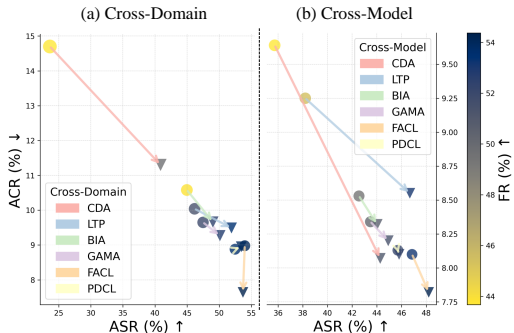 (a) Cross-Domain
(b) Cross-Model
15
14
13
12
11
10
9
8
ACR (%) ↓
Cross-Domain
CDA
LTP
BIA
GAMA
FACL
PDCL
25 30 35 40 45 50 55
ASR (%) ↑
Cross-Model
CDA
LTP
BIA
GAMA
FACL
PDCL
9.75
9.50
9.25
9.00
8.75
8.50
8.25
8.00
7.75
36 38 40 42 44 46 48
ASR (%) ↑
54
52
50
48
46
44
FR (%) ↑